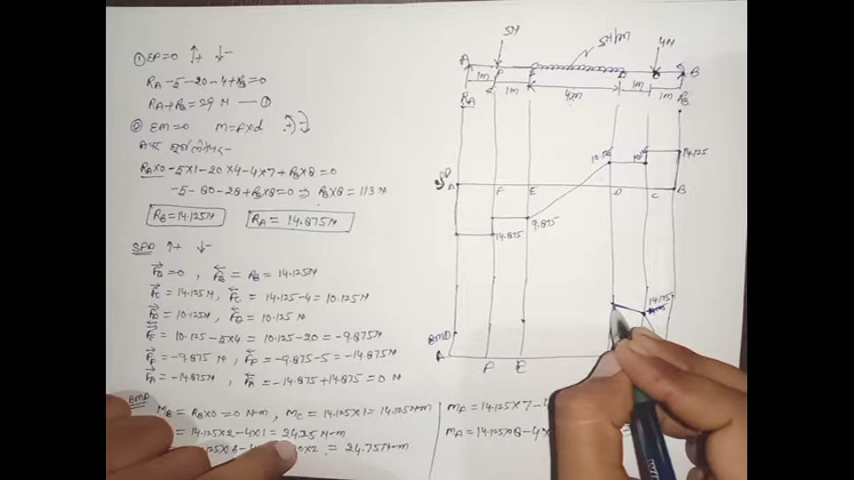 ① ΣP=0 ↑+ ↓-
RA-5-20-4+RB=0
RA+RB=29 N —①
② ΣM=0 M=P×d
RA×0-5×1-20×4-4×7+RB×8=0
-5-80-28+RB×8=0 ⇒ RB×8=113 N
RB=14.125N RA=14.875N
SFD ↑+ ↓-
FB=0, FB=RB=14.125N
FC=14.125N, FC=14.125-4=10.125N
FD=10.125N, FD=10.125N
FE=10.125-5×4=10.125-20=-9.875N
FF=-9.875 N, FF=-9.875-5=-14.875N
FA=-14.875N, FA=-14.875+14.875=0 N
BMD
MB=RB×0=0 N-m, MC=14.125×1=14.125N-m
=14.125×2-4×1=24.25 N-m
=24.75N-m
14.125×7-4
MA=14.125×8-4×
5N
5N/m
4N
A F E D C B
1m 1m 4m 1m 1m
RA RB
10.125 14.125
A F E D C B
14.875 9.875
14.125
BMD
A F E